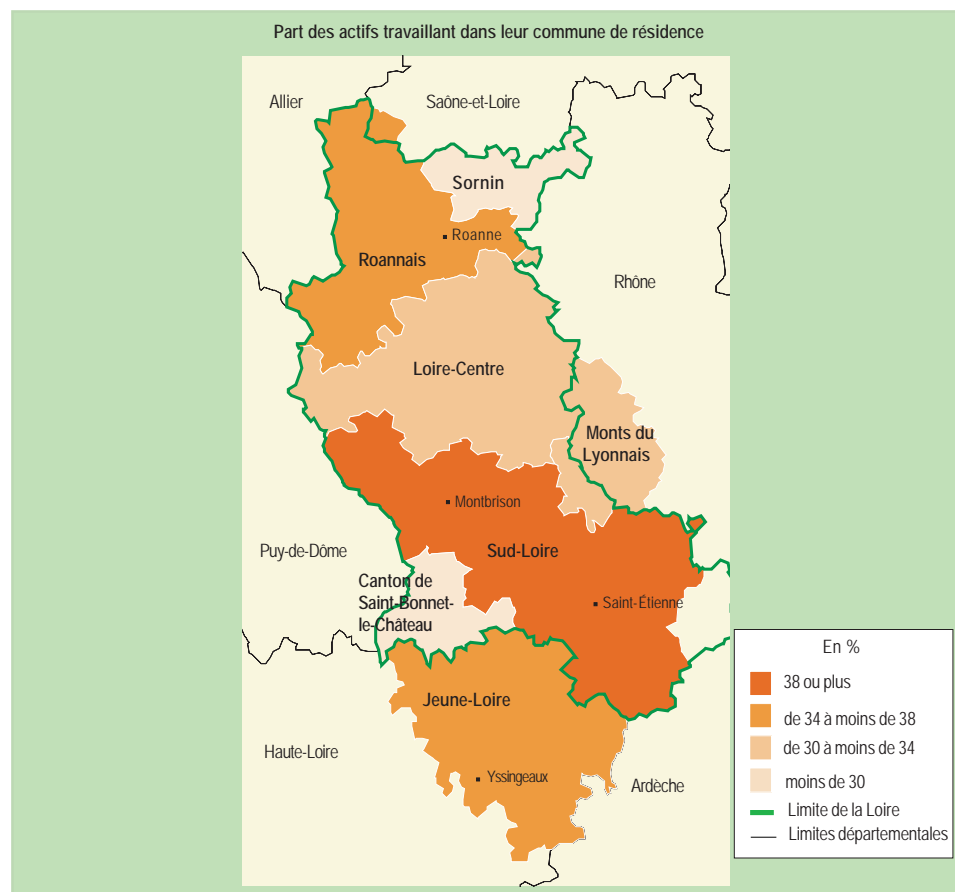 Part des actifs travaillant dans leur commune de résidence
Allier
Saône-et-Loire
Sornin
Roanne
Roannais
Rhône
Loire-Centre
Monts du
Lyonnais
Montbrison
Puy-de-Dôme
Sud-Loire
Canton de
Saint-Bonnet-
le-Château
Saint-Étienne
Jeune-Loire
Haute-Loire
Yssingeaux
Ardèche
En %
38 ou plus
de 34 à moins de 38
de 30 à moins de 34
moins de 30
Limite de la Loire
Limites départementales